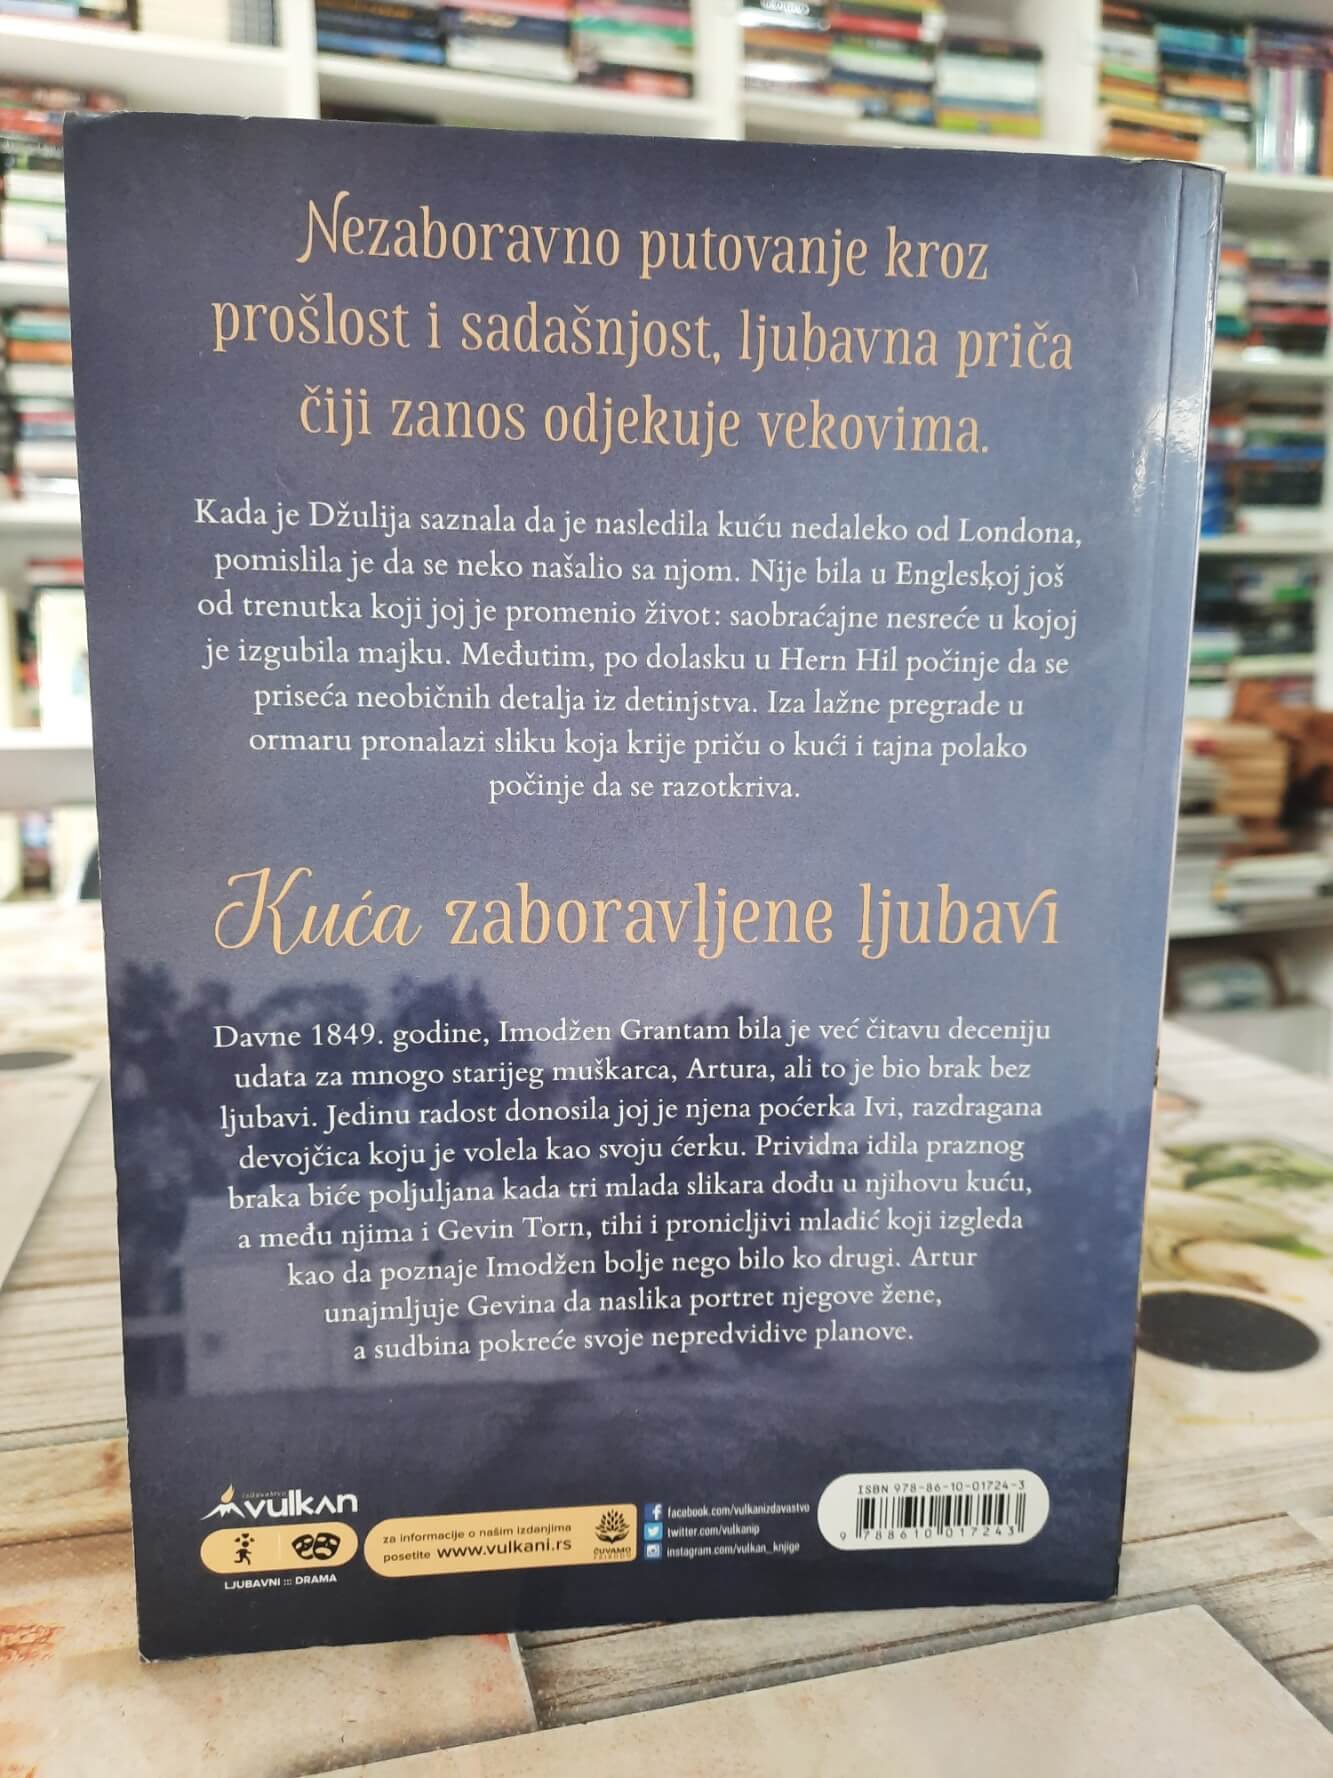 Nezaboravno putovanje kroz
prošlost i sadašnjost, ljubavna priča
čiji zanos odjekuje vekovima.
Kada je Džulija saznala da je nasledila kuću nedaleko od Londona,
pomislila je da se neko našalio sa njom. Nije bila u Engleskoj još
od trenutka koji joj je promenio život: saobraćajne nesreće u kojoj
je izgubila majku. Međutim, po dolasku u Hern Hil počinje da se
priseća neobičnih detalja iz detinjstva. Iza lažne pregrade u
ormaru pronalazi sliku koja krije priču o kući i tajna polako
počinje da se razotkriva.
Kuća zaboravljene ljubavi
Davne 1849. godine, Imodžen Grantam bila je već čitavu deceniju
udata za mnogo starijeg muškarca, Artura, ali to je bio brak bez
ljubavi. Jedinu radost donosila joj je njena poćerka Ivi, razdragana
devojčica koju je volela kao svoju ćerku. Prividna idila praznog
braka biće poljuljana kada tri mlada slikara dođu u njihovu kuću,
a među njima i Gevin Torn, tihi i pronicljivi mladić koji izgleda
kao da poznaje Imodžen bolje nego bilo ko drugi. Artur
unajmljuje Gevina da naslika portret njegove žene,
a sudbina pokreće svoje nepredvidive planove.
izdavaštvo
vulkan
LJUBAVNI ::: DRAMA
za informacije o našim izdanjima
posetite www.vulkani.rs
ČUVAMO
PRIRODU
facebook.com/vulkanizdavastvo
twitter.com/vulkanip
instagram.com/vulkan_knjige
ISBN 978-86-10-01724-3
9 788610 017243